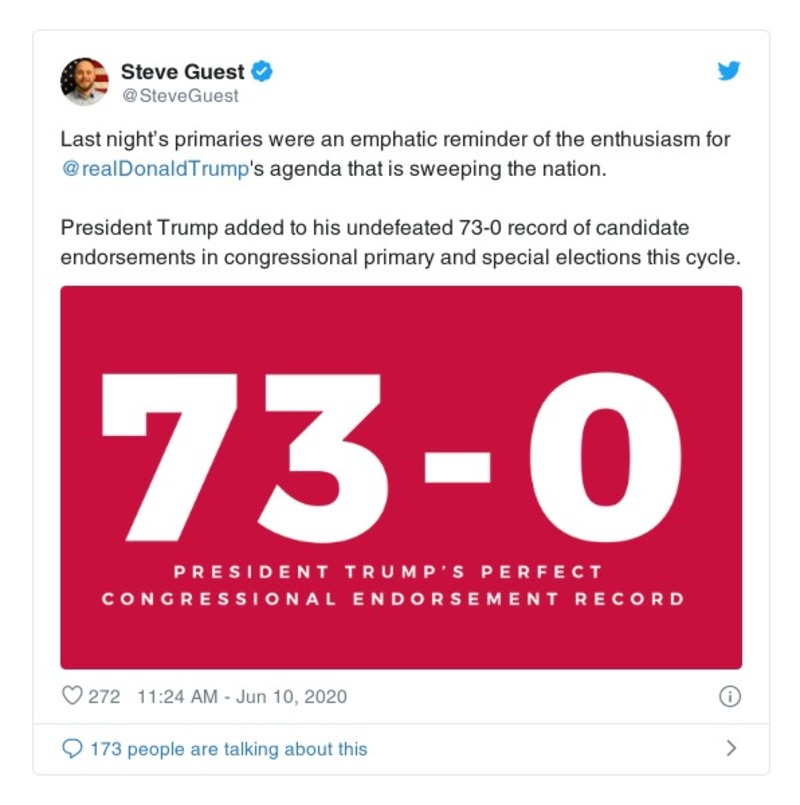 Steve Guest
@SteveGuest
Last night’s primaries were an emphatic reminder of the enthusiasm for
@realDonaldTrump's agenda that is sweeping the nation.
President Trump added to his undefeated 73-0 record of candidate
endorsements in congressional primary and special elections this cycle.
73-0
PRESIDENT TRUMP’S PERFECT
CONGRESSIONAL ENDORSEMENT RECORD
272 11:24 AM - Jun 10, 2020
173 people are talking about this